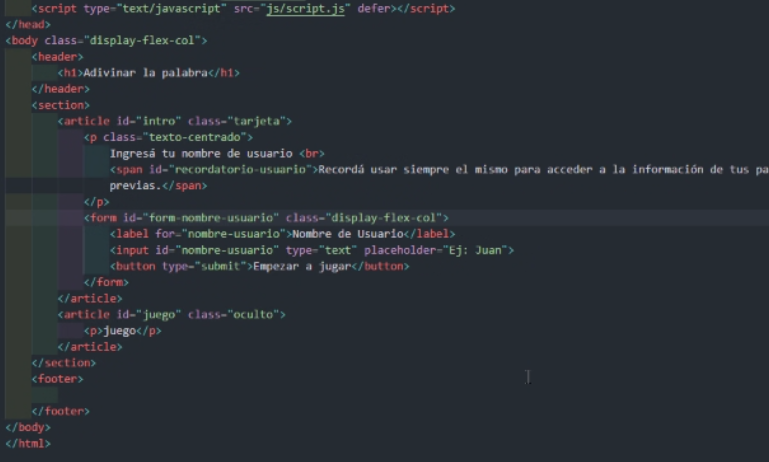 <script type="text/javascript" src="js/script.js" defer></script>
</head>
<body class="display-flex-col">
<header>
<h1>Adivinar la palabra</h1>
</header>
<section>
<article id="intro" class="tarjeta">
<p class="texto-centrado">
Ingresá tu nombre de usuario <br>
<span id="recordatorio-usuario">Recordá usar siempre el mismo para acceder a la información de tus pa
previas.</span>
</p>
<form id="form-nombre-usuario" class="display-flex-col">
<label for="nombre-usuario">Nombre de Usuario</label>
<input id="nombre-usuario" type="text" placeholder="Ej: Juan">
<button type="submit">Empezar a jugar</button>
</form>
</article>
<article id="juego" class="oculto">
<p>juego</p>
</article>
</section>
<footer>
</footer>
</body>
</html>